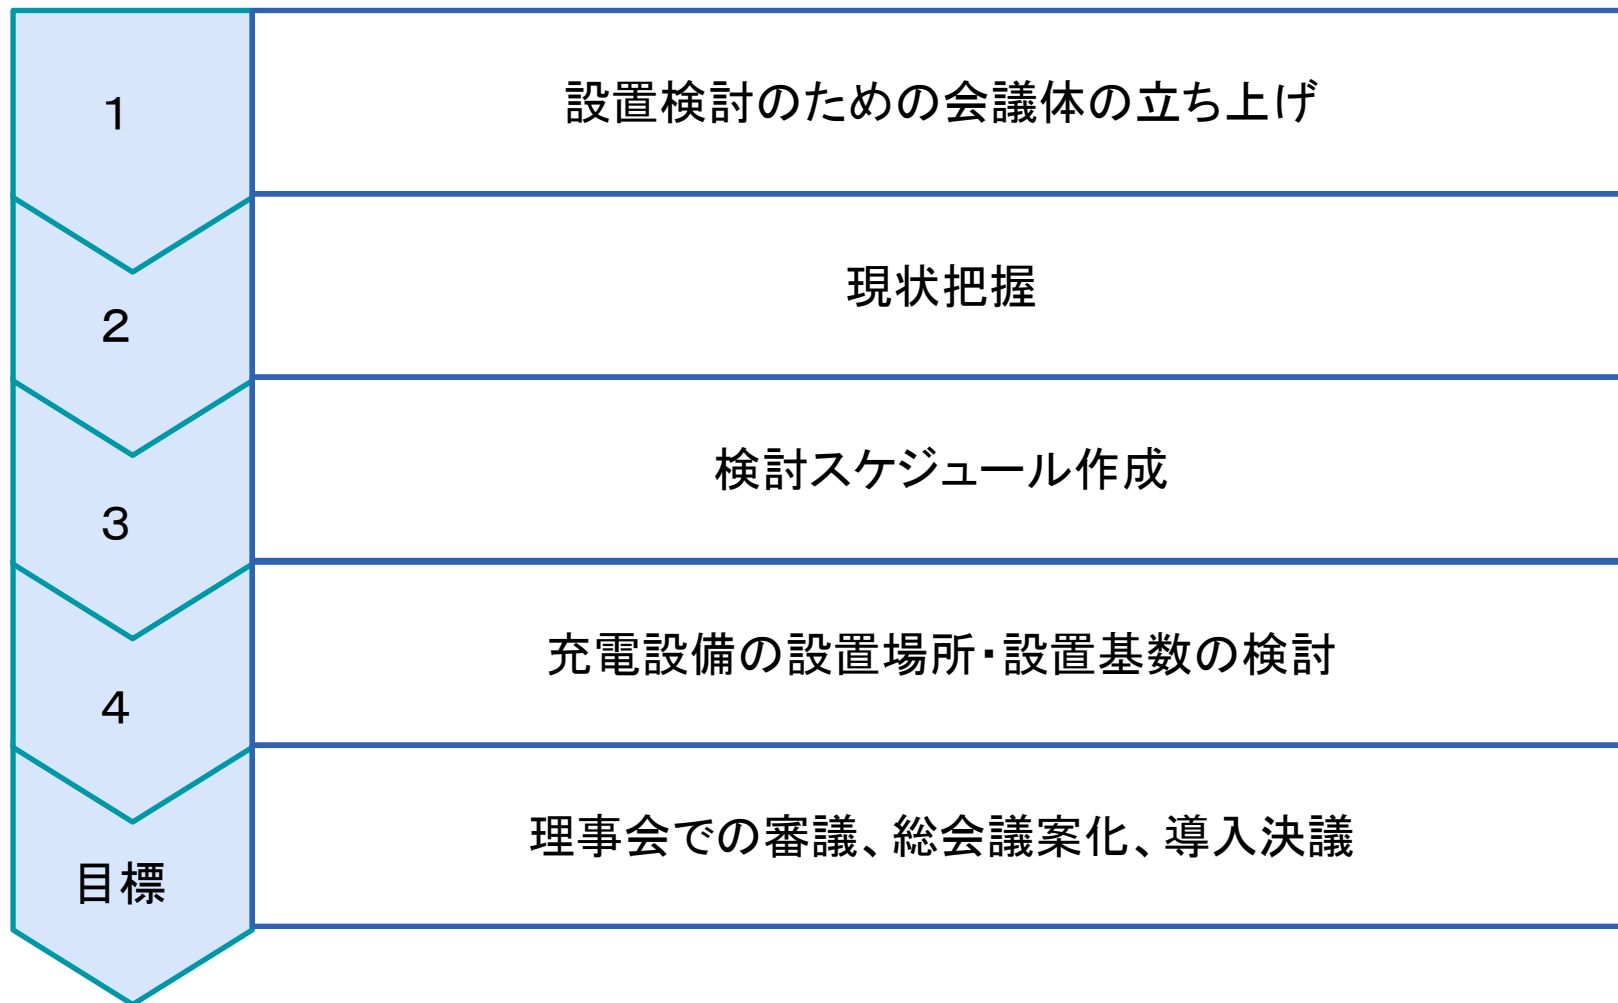 1
設置検討のための会議体の立ち上げ
2
現状把握
3
検討スケジュール作成
4
充電設備の設置場所・設置基数の検討
目標
理事会での審議、総会議案化、導入決議